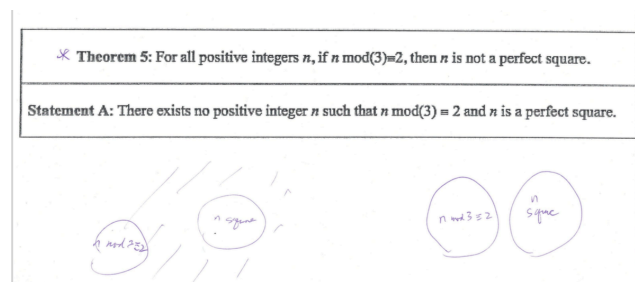 * Theorem 5: For all positive integers n, if n mod(3)≡2, then n is not a perfect square.
Statement A: There exists no positive integer n such that n mod(3) ≡ 2 and n is a perfect square.
n mod 3≡2
n square
n mod 3 ≡ 2
n
square